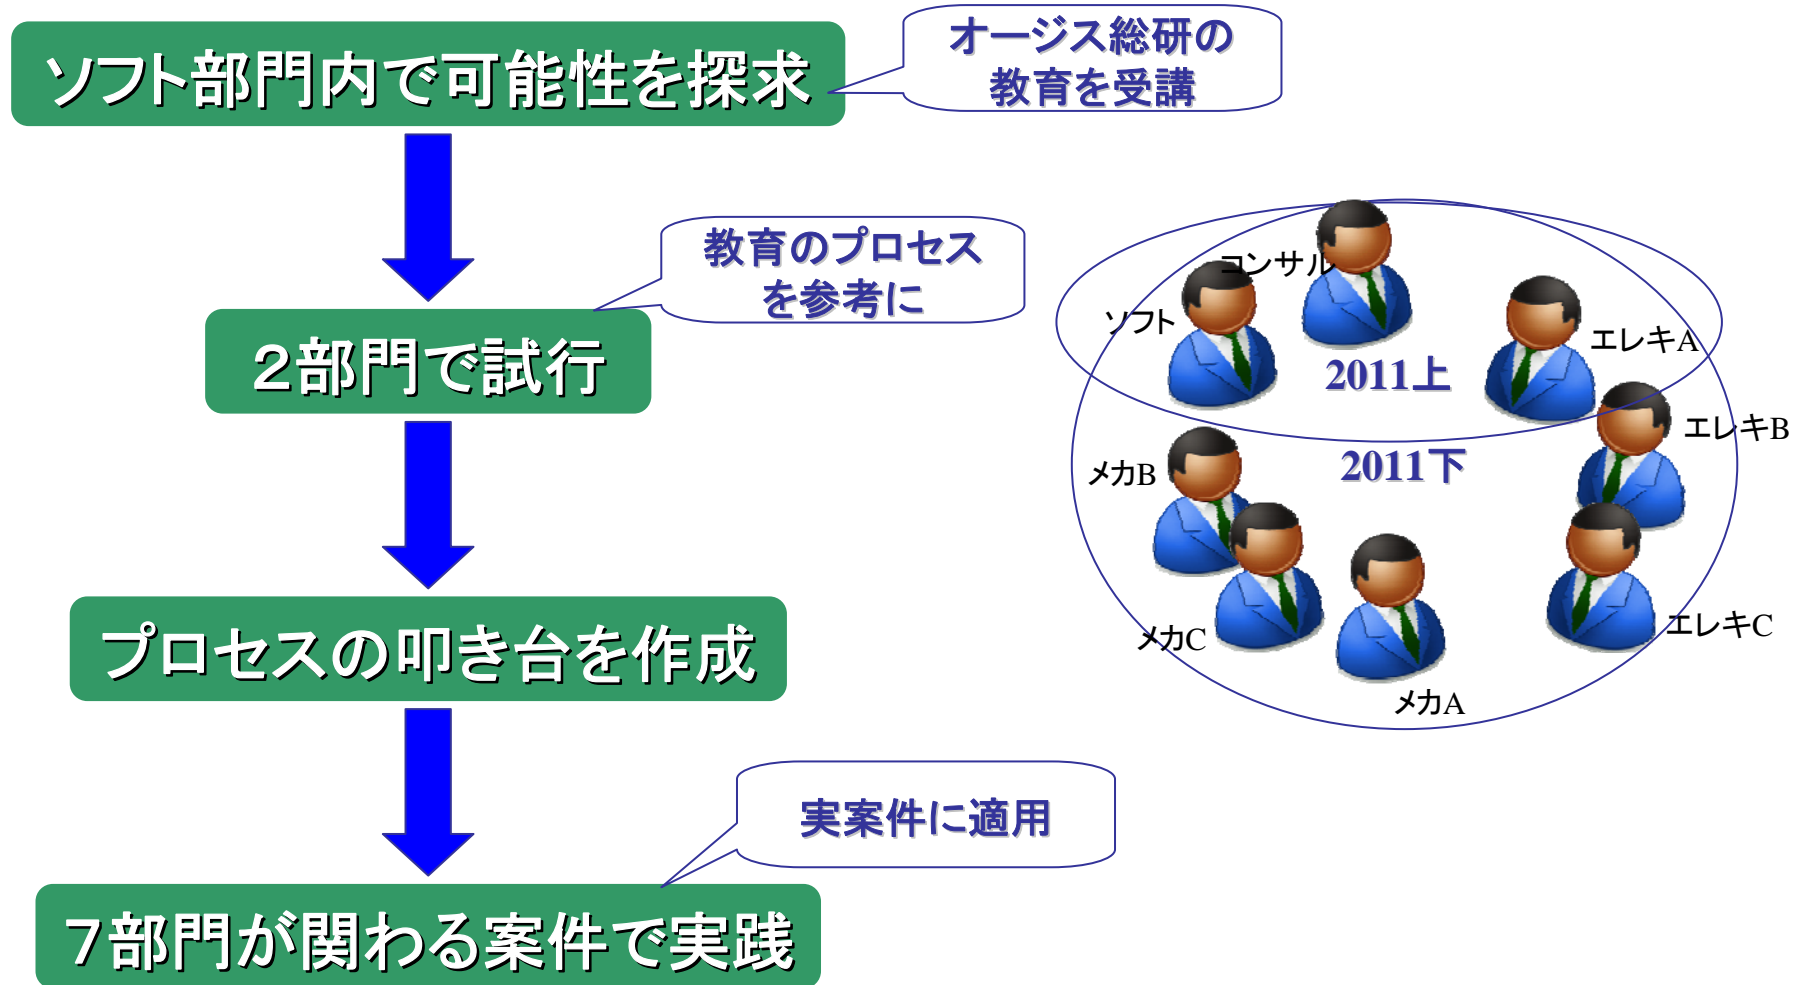 ソフト部門内で可能性を探求
オージス総研の
教育を受講
教育のプロセス
を参考に
２部門で試行
プロセスの叩き台を作成
実案件に適用
７部門が関わる案件で実践
コンサル
ソフト
エレキA
2011上
エレキB
2011下
メカB
メカC
エレキC
メカA